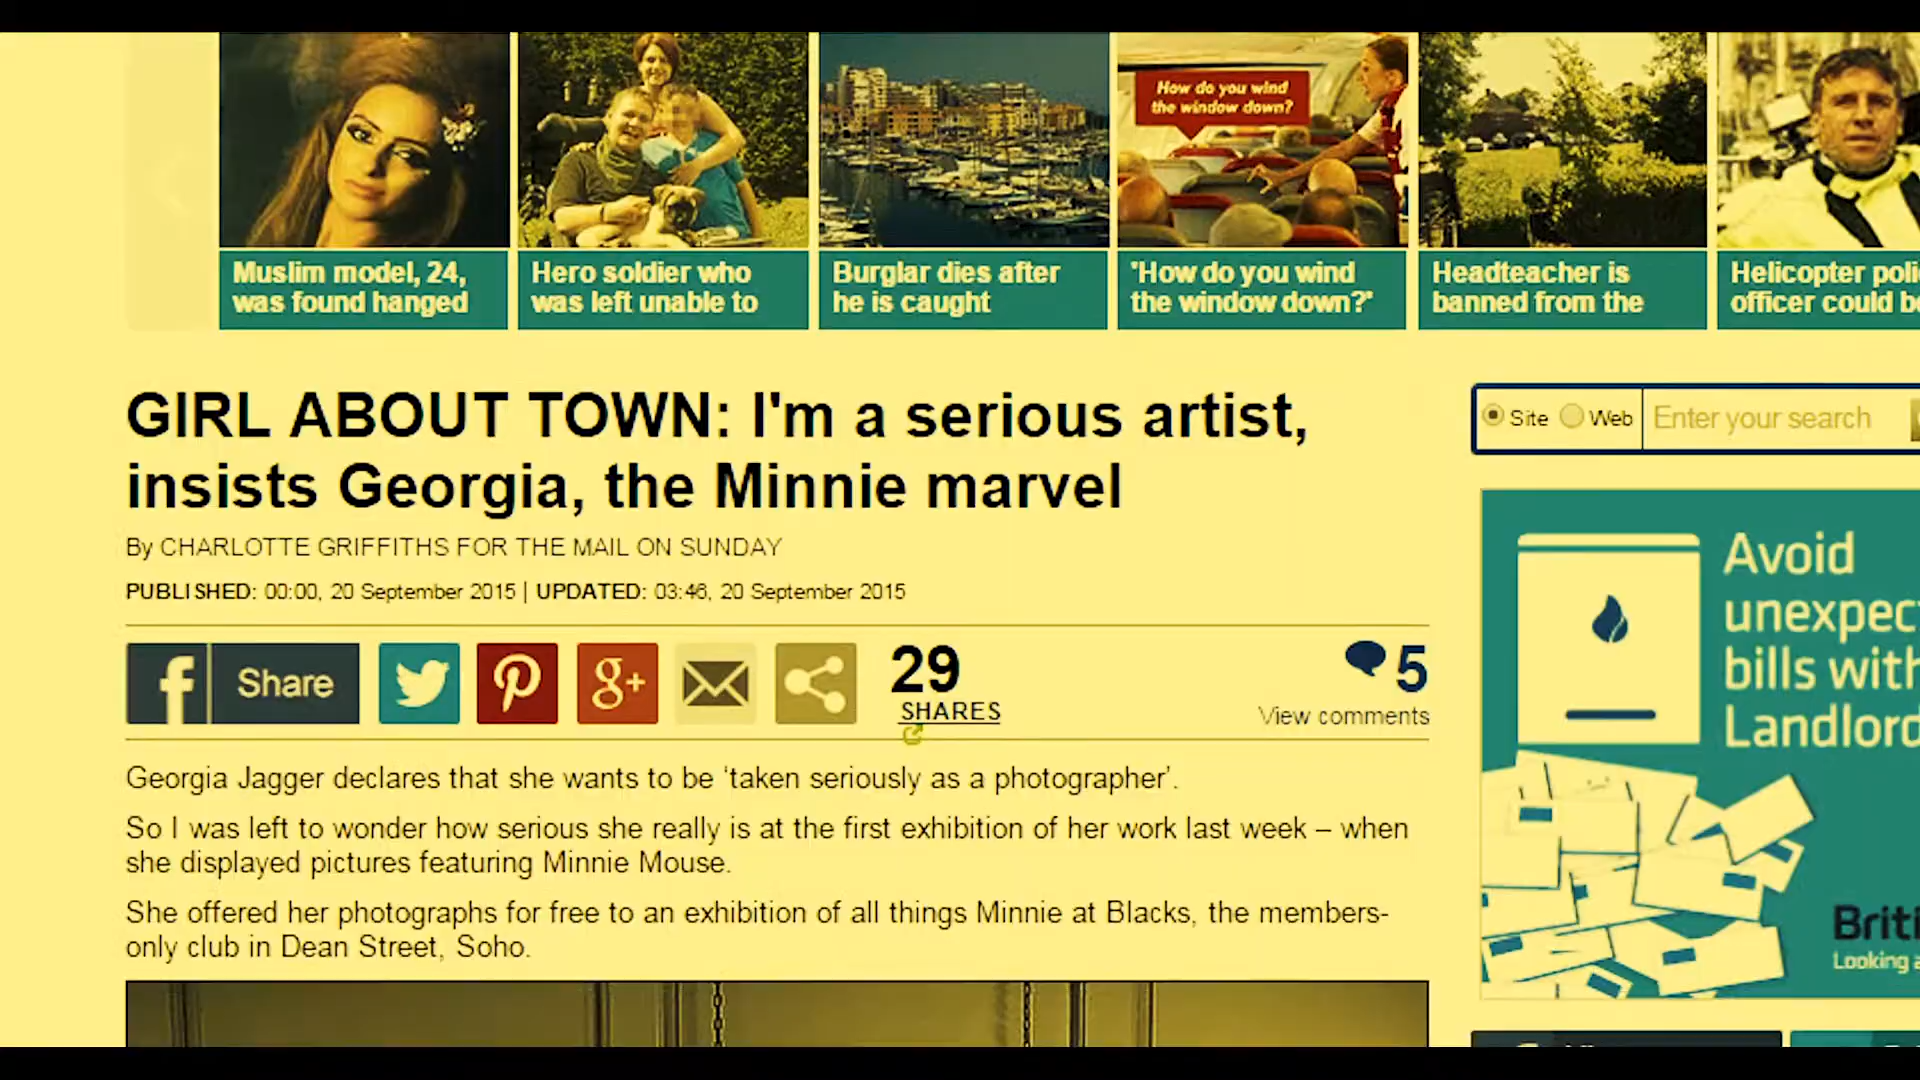 How do you wind
the window down?
Muslim model, 24,
was found hanged
Hero soldier who
was left unable to
Burglar dies after
he is caught
'How do you wind
the window down?'
Headteacher is
banned from the
Helicopter
officer could
GIRL ABOUT TOWN: I'm a serious artist,
insists Georgia, the Minnie marvel
By CHARLOTTE GRIFFITHS FOR THE MAIL ON SUNDAY
PUBLISHED: 00:00, 20 September 2015 | UPDATED: 03:46, 20 September 2015
Share
29
SHARES
5
View comments
Georgia Jagger declares that she wants to be ‘taken seriously as a photographer’.
So I was left to wonder how serious she really is at the first exhibition of her work last week – when
she displayed pictures featuring Minnie Mouse.
She offered her photographs for free to an exhibition of all things Minnie at Blacks, the members-
only club in Dean Street, Soho.
Site Web Enter your search
Avoid
unexpec
bills with
Landlord
Briti
Looking a